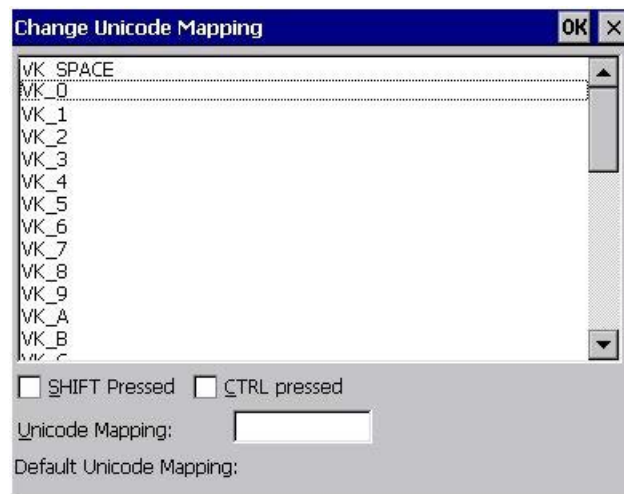 Change Unicode Mapping OK ×
VK_SPACE
VK_0
VK_1
VK_2
VK_3
VK_4
VK_5
VK_6
VK_7
VK_8
VK_9
VK_A
VK_B
SHIFT Pressed CTRL pressed
Unicode Mapping:
Default Unicode Mapping: